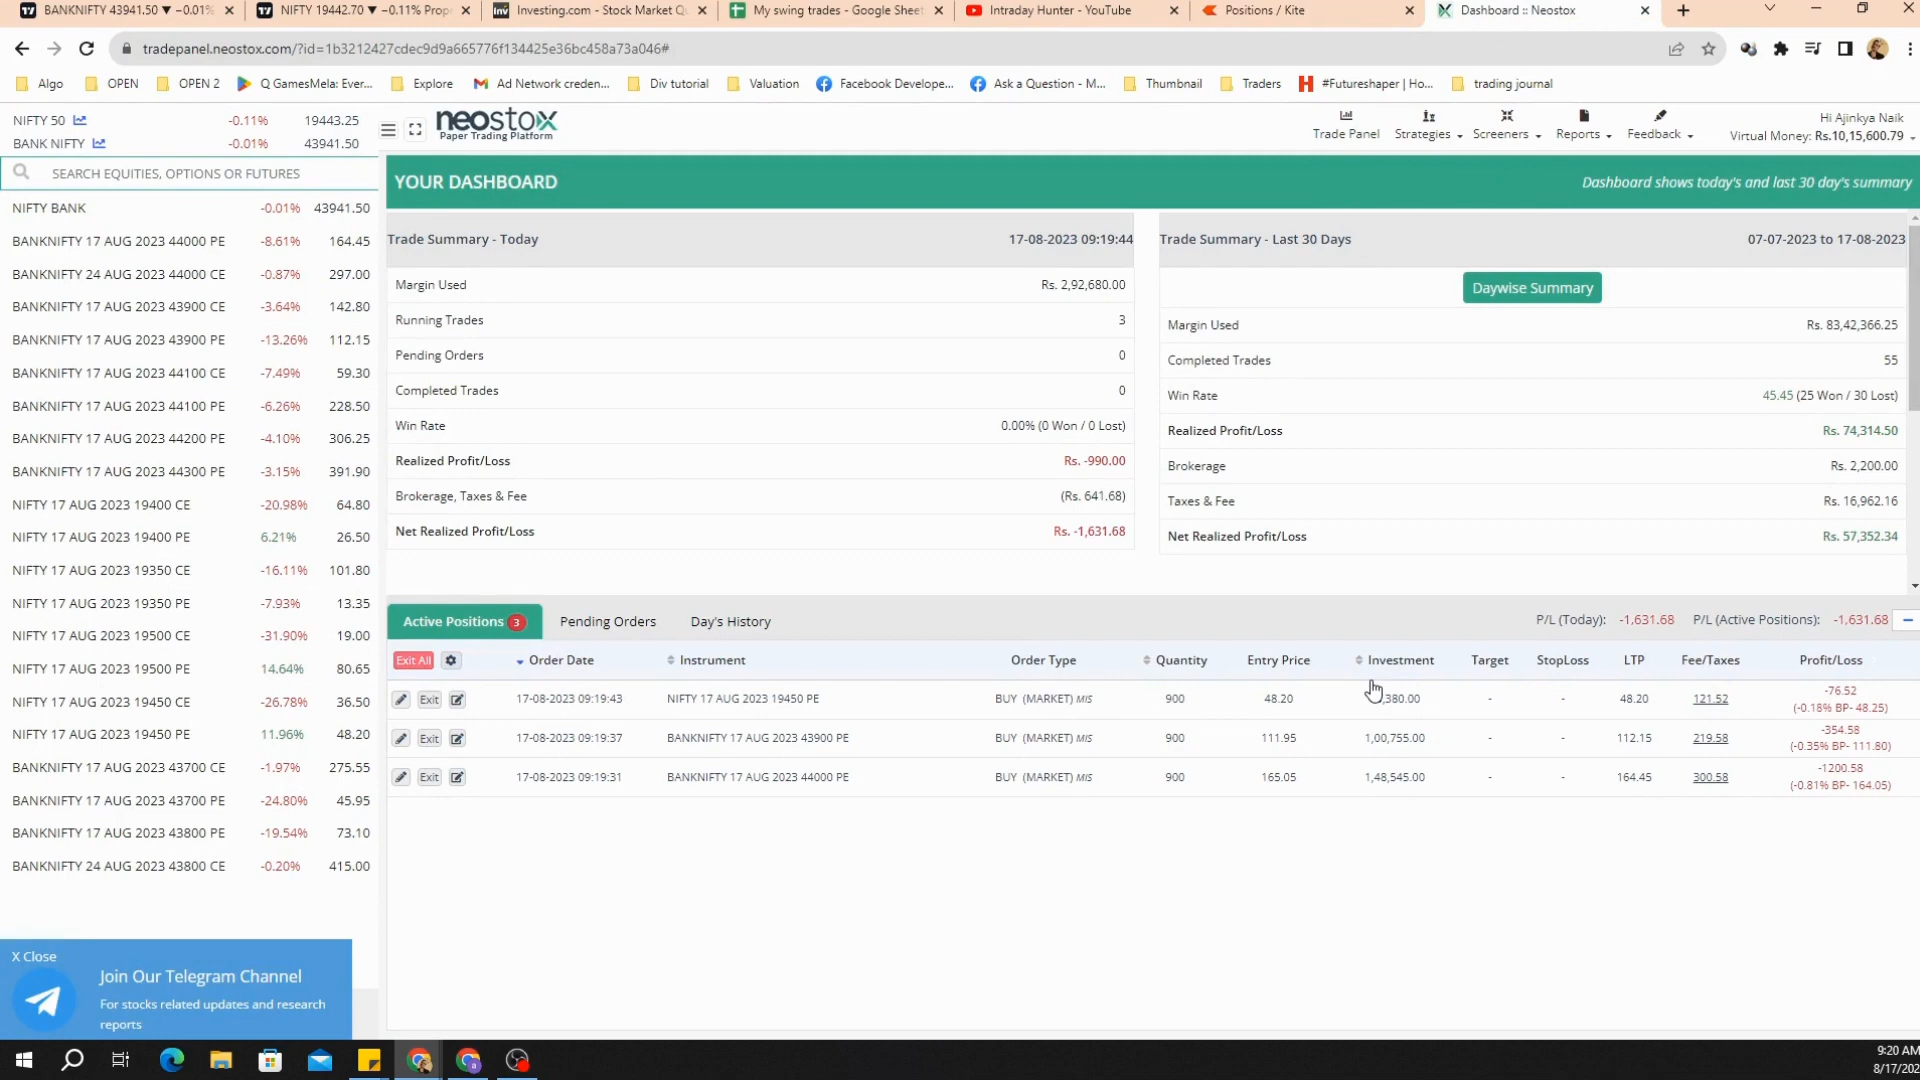 BANKNIFTY 43941.50 ▼ −0.01%
NIFTY 19442.70 ▼ −0.11% Prop
Investing.com - Stock Market Q
My swing trades - Google Sheet
Intraday Hunter - YouTube
Positions / Kite
Dashboard :: Neostox
tradepanel.neostox.com/?id=1b3212427cdec9d9a665776f134425e36bc458a73a046#
Algo OPEN OPEN 2 Q GamesMela: Ever... Explore Ad Network creden... Div tutorial Valuation Facebook Develope... Ask a Question - M... Thumbnail Traders #Futureshaper | Ho... trading journal
NIFTY 50 -0.11% 19443.25
BANK NIFTY -0.01% 43941.50
neostox
Paper Trading Platform
Trade Panel Strategies Screeners Reports Feedback
Hi Ajinkya Naik
Virtual Money: Rs.10,15,600.79
SEARCH EQUITIES, OPTIONS OR FUTURES
NIFTY BANK -0.01% 43941.50
BANKNIFTY 17 AUG 2023 44000 PE -8.61% 164.45
BANKNIFTY 24 AUG 2023 44000 CE -0.87% 297.00
BANKNIFTY 17 AUG 2023 43900 CE -3.64% 142.80
BANKNIFTY 17 AUG 2023 43900 PE -13.26% 112.15
BANKNIFTY 17 AUG 2023 44100 CE -7.49% 59.30
BANKNIFTY 17 AUG 2023 44100 PE -6.26% 228.50
BANKNIFTY 17 AUG 2023 44200 PE -4.10% 306.25
BANKNIFTY 17 AUG 2023 44300 PE -3.15% 391.90
NIFTY 17 AUG 2023 19400 CE -20.98% 64.80
NIFTY 17 AUG 2023 19400 PE 6.21% 26.50
NIFTY 17 AUG 2023 19350 CE -16.11% 101.80
NIFTY 17 AUG 2023 19350 PE -7.93% 13.35
NIFTY 17 AUG 2023 19500 CE -31.90% 19.00
NIFTY 17 AUG 2023 19500 PE 14.64% 80.65
NIFTY 17 AUG 2023 19450 CE -26.78% 36.50
NIFTY 17 AUG 2023 19450 PE 11.96% 48.20
BANKNIFTY 17 AUG 2023 43700 CE -1.97% 275.55
BANKNIFTY 17 AUG 2023 43700 PE -24.80% 45.95
BANKNIFTY 17 AUG 2023 43800 PE -19.54% 73.10
BANKNIFTY 24 AUG 2023 43800 CE -0.20% 415.00
X Close
Join Our Telegram Channel
For stocks related updates and research
reports
YOUR DASHBOARD
Dashboard shows today's and last 30 day's summary
Trade Summary - Today 17-08-2023 09:19:44
Margin Used Rs. 2,92,680.00
Running Trades 3
Pending Orders 0
Completed Trades 0
Win Rate 0.00% (0 Won / 0 Lost)
Realized Profit/Loss Rs. -990.00
Brokerage, Taxes & Fee (Rs. 641.68)
Net Realized Profit/Loss Rs. -1,631.68
Trade Summary - Last 30 Days 07-07-2023 to 17-08-2023
Daywise Summary
Margin Used Rs. 83,42,366.25
Completed Trades 55
Win Rate 45.45 (25 Won / 30 Lost)
Realized Profit/Loss Rs. 74,314.50
Brokerage Rs. 2,200.00
Taxes & Fee Rs. 16,962.16
Net Realized Profit/Loss Rs. 57,352.34
Active Positions 3 Pending Orders Day's History P/L (Today): -1,631.68 P/L (Active Positions): -1,631.68
Exit All Order Date Instrument Order Type Quantity Entry Price Investment Target StopLoss LTP Fee/Taxes Profit/Loss
Exit 17-08-2023 09:19:43 NIFTY 17 AUG 2023 19450 PE BUY (MARKET) MIS 900 48.20 ,380.00 - - 48.20 121.52 -76.52
(-0.18% BP- 48.25)
Exit 17-08-2023 09:19:37 BANKNIFTY 17 AUG 2023 43900 PE BUY (MARKET) MIS 900 111.95 1,00,755.00 - - 112.15 219.58 -354.58
(-0.35% BP- 111.80)
Exit 17-08-2023 09:19:31 BANKNIFTY 17 AUG 2023 44000 PE BUY (MARKET) MIS 900 165.05 1,48,545.00 - - 164.45 300.58 -1200.58
(-0.81% BP- 164.05)
9:20 AM
8/17/202